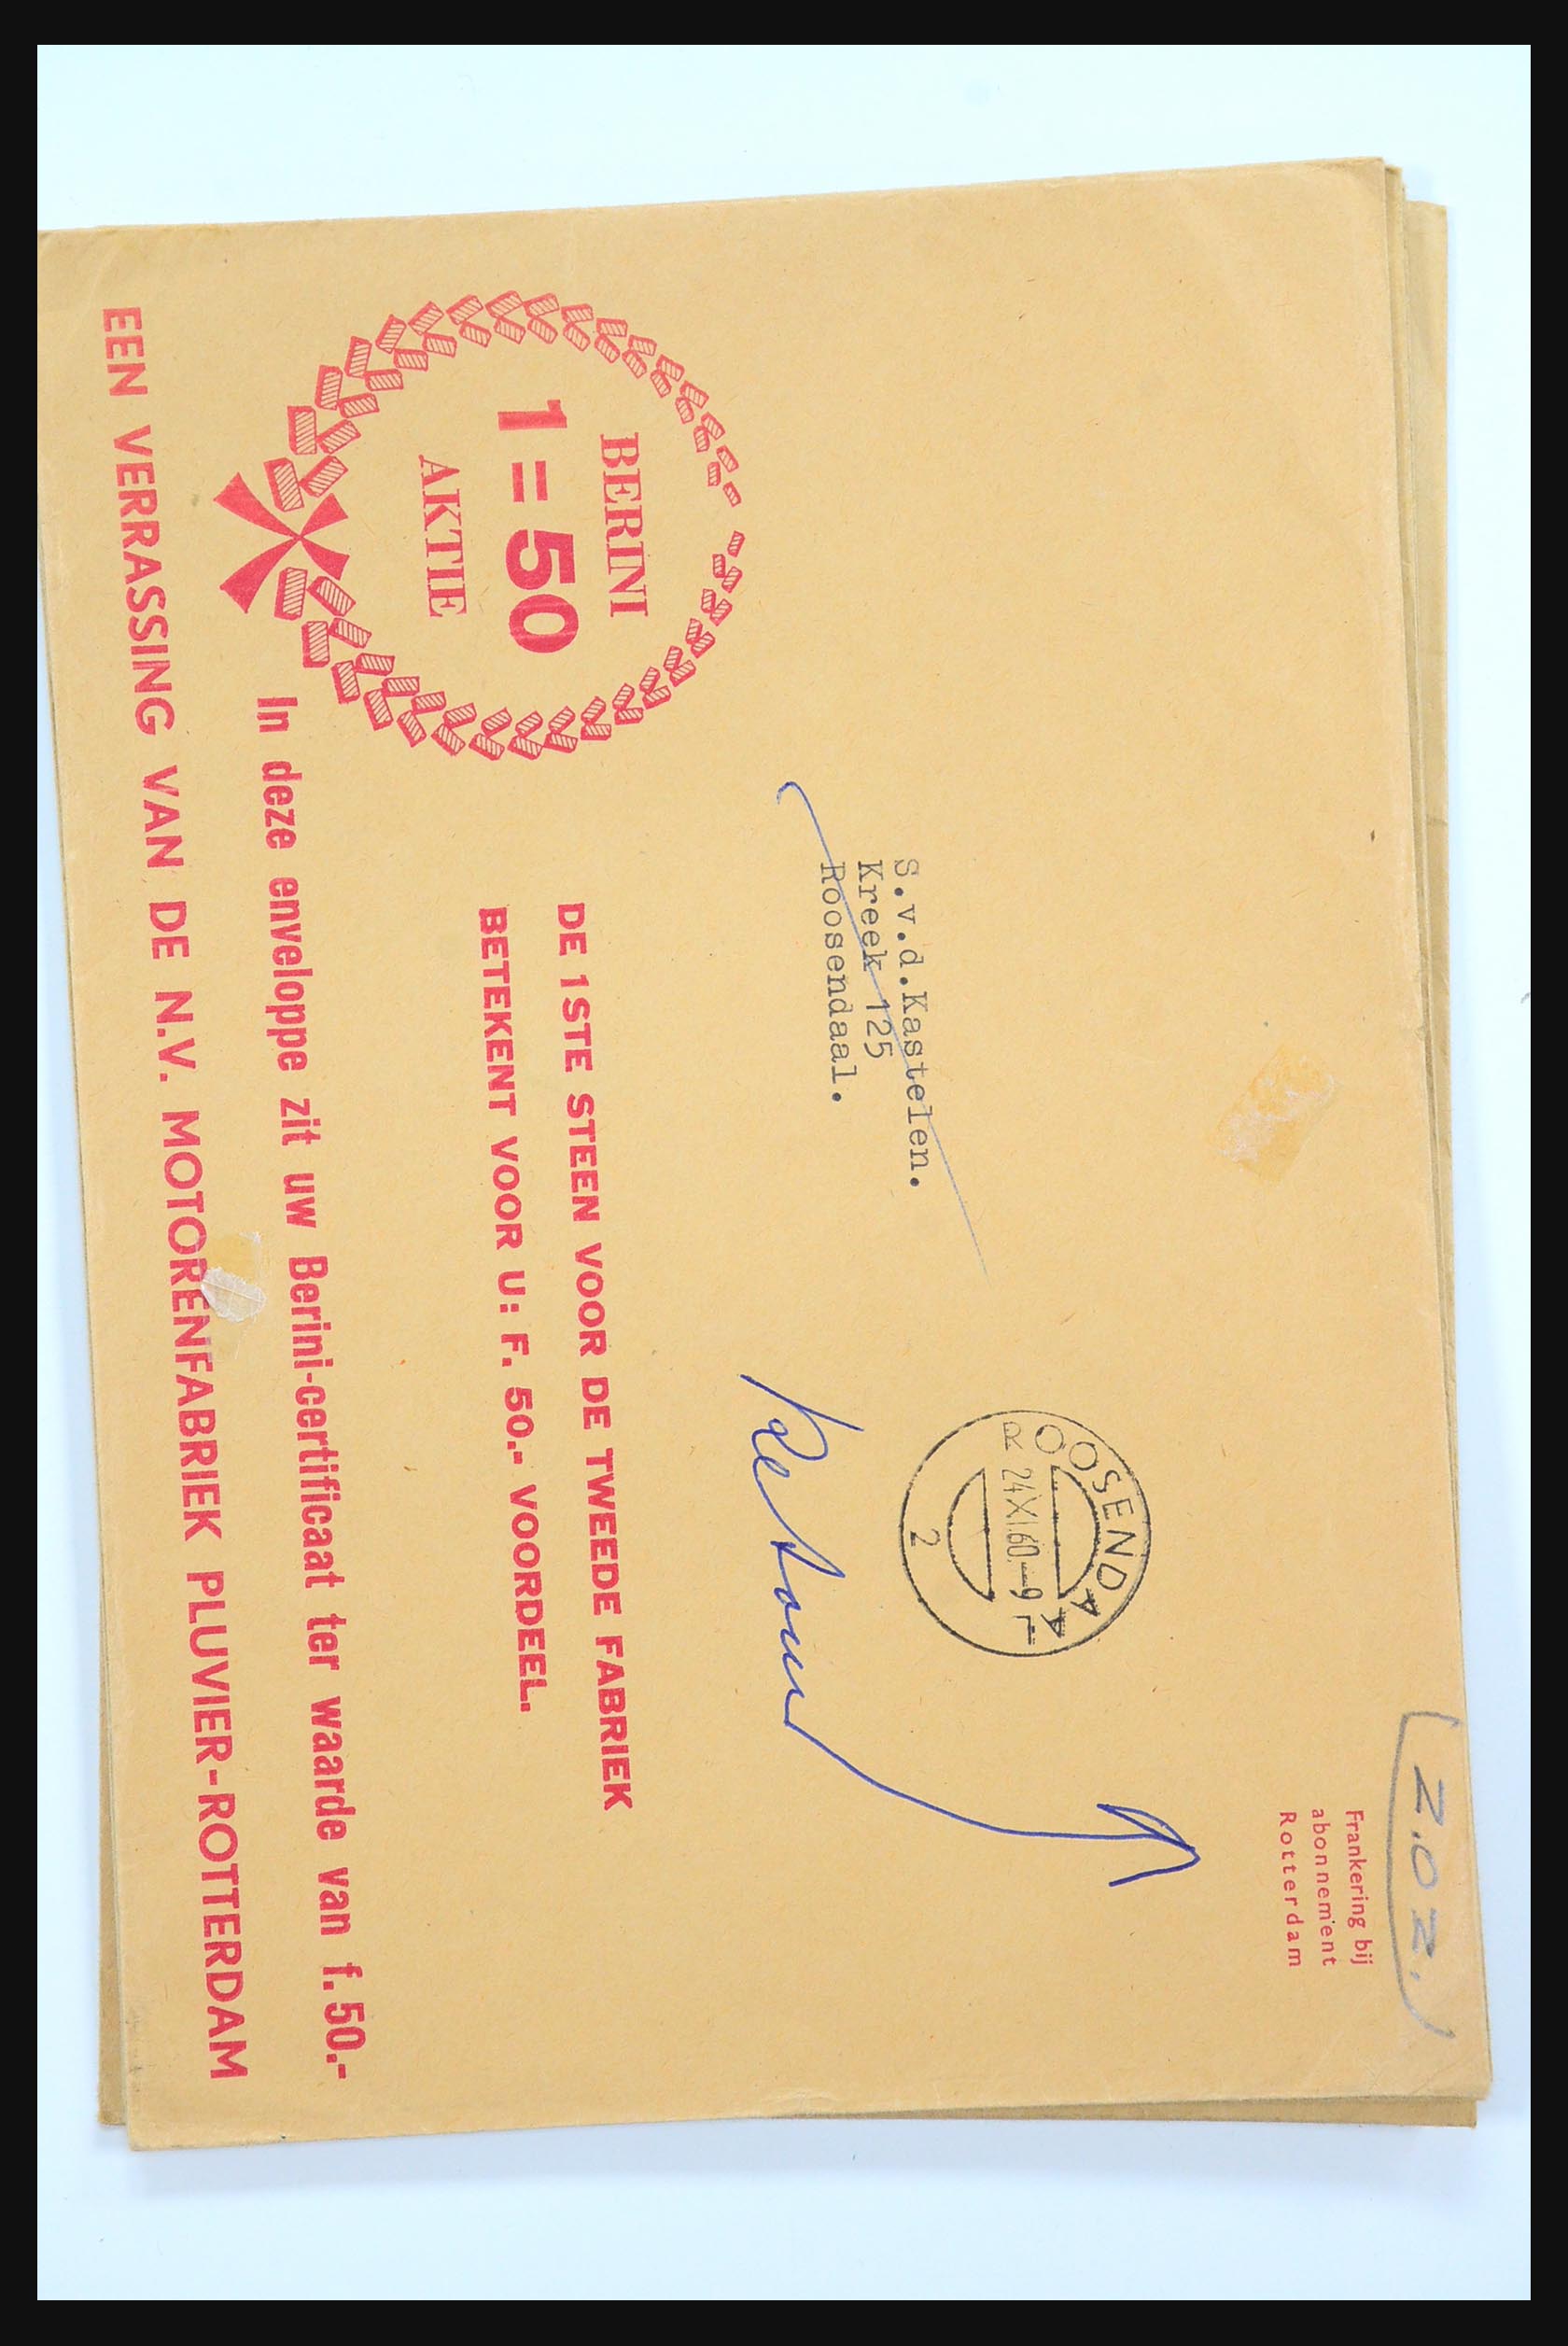 Z.O.Z.
Frankering bij
abonnement
Rotterdam
ROOSENDAAL
24.XI.60.—9
2
S.v.d.Kastelen.
Kreek 125
Roosendaal.
Retour
BERINI
1=50
AKTIE
DE 1STE STEEN VOOR DE TWEEDE FABRIEK
BETEKENT VOOR U: F. 50.- VOORDEEL.
In deze enveloppe zit uw Berini-certificaat ter waarde van f. 50.-
EEN VERRASSING VAN DE N.V. MOTORENFABRIEK PLUVIER-ROTTERDAM